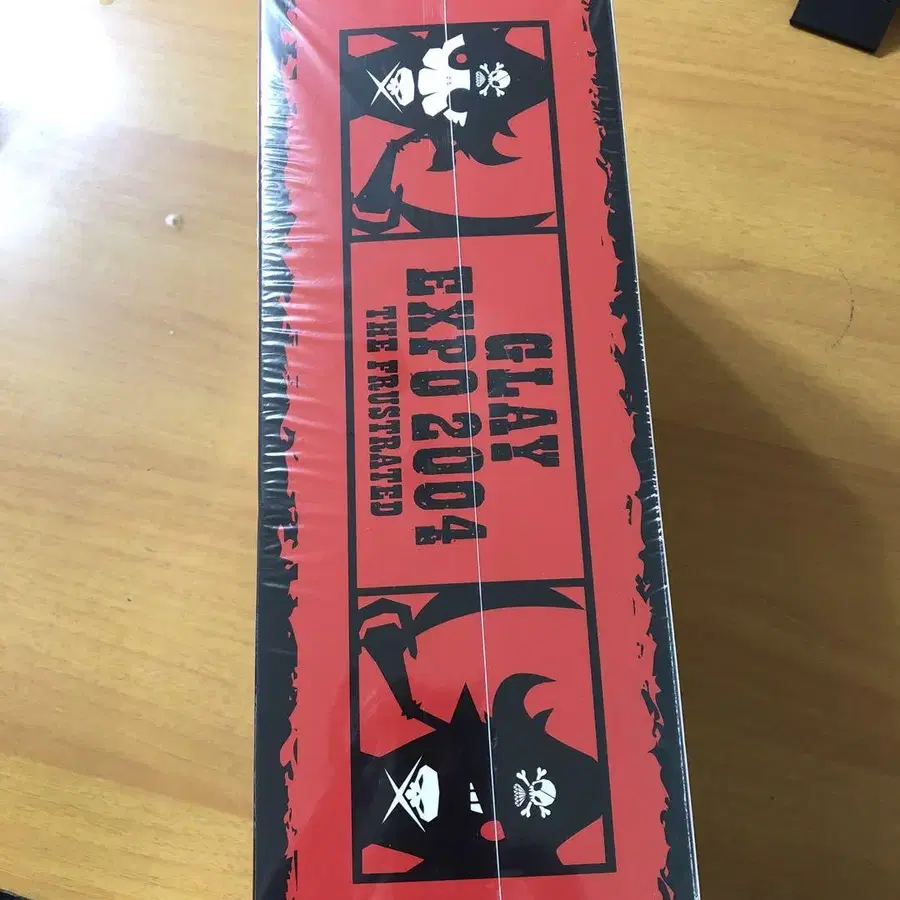 GLAY
EXPO 2004
THE FRUSTRATED